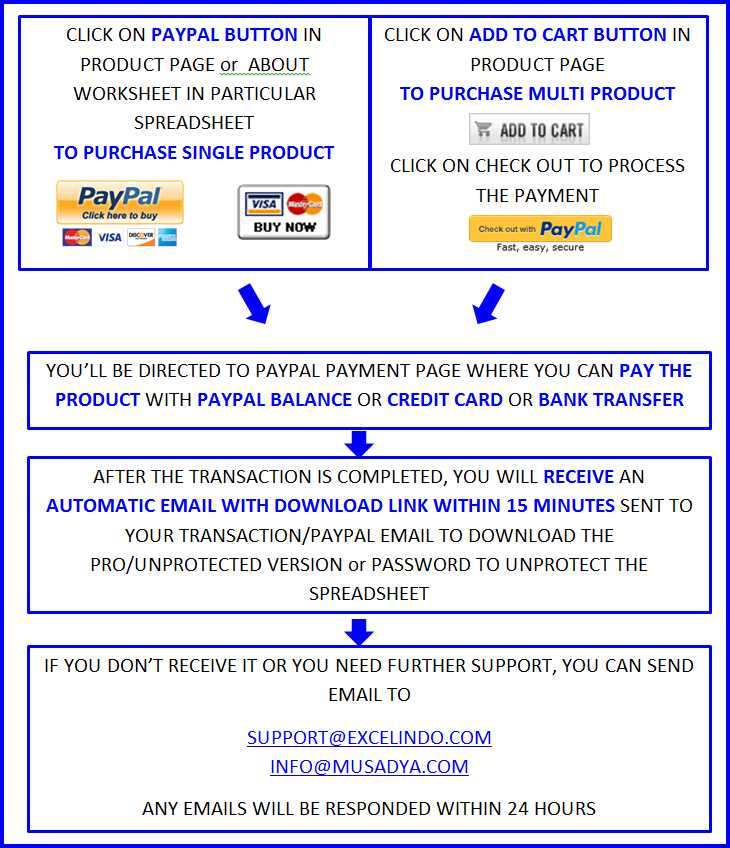 CLICK ON PAYPAL BUTTON IN
PRODUCT PAGE or ABOUT
WORKSHEET IN PARTICULAR
SPREADSHEET
TO PURCHASE SINGLE PRODUCT
PayPal
Click here to buy
MasterCard VISA DISCOVER AMEX
VISA MasterCard
BUY NOW
CLICK ON ADD TO CART BUTTON IN
PRODUCT PAGE
TO PURCHASE MULTI PRODUCT
ADD TO CART
CLICK ON CHECK OUT TO PROCESS
THE PAYMENT
Check out with PayPal
Fast, easy, secure
YOU’LL BE DIRECTED TO PAYPAL PAYMENT PAGE WHERE YOU CAN PAY THE
PRODUCT WITH PAYPAL BALANCE OR CREDIT CARD OR BANK TRANSFER
AFTER THE TRANSACTION IS COMPLETED, YOU WILL RECEIVE AN
AUTOMATIC EMAIL WITH DOWNLOAD LINK WITHIN 15 MINUTES SENT TO
YOUR TRANSACTION/PAYPAL EMAIL TO DOWNLOAD THE
PRO/UNPROTECTED VERSION or PASSWORD TO UNPROTECT THE
SPREADSHEET
IF YOU DON’T RECEIVE IT OR YOU NEED FURTHER SUPPORT, YOU CAN SEND
EMAIL TO
SUPPORT@EXCELINDO.COM
INFO@MUSADYA.COM
ANY EMAILS WILL BE RESPONDED WITHIN 24 HOURS